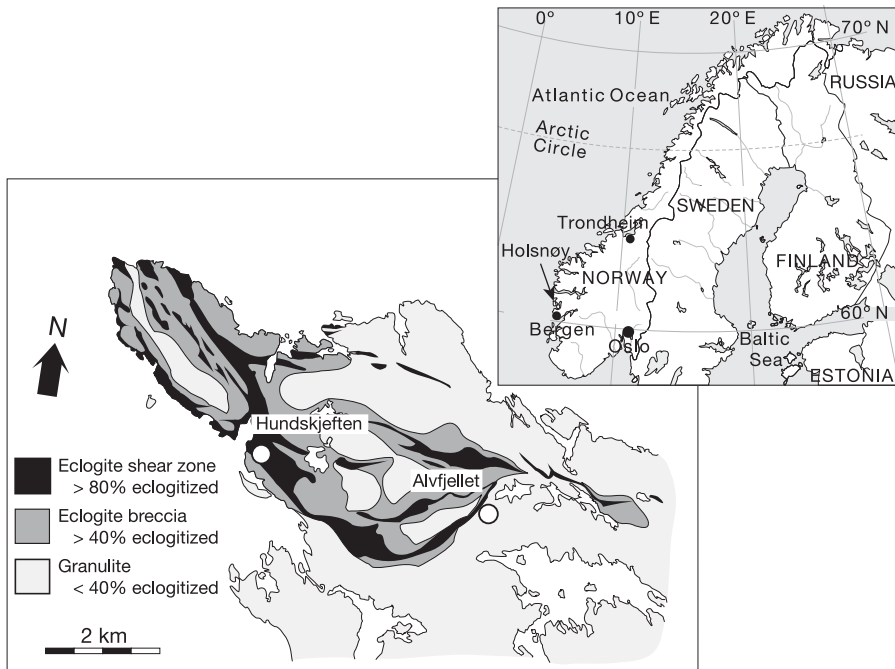 0°
10°E
20°E
70° N
RUSSIA
Atlantic Ocean
Arctic
Circle
SWEDEN
Trondheim
Holsnøy
NORWAY
FINLAND
60° N
Bergen
Oslo
Baltic
Sea
ESTONIA
N
Hundskjeften
Alvfjellet
Eclogite shear zone
> 80% eclogitized
Eclogite breccia
> 40% eclogitized
Granulite
< 40% eclogitized
2 km